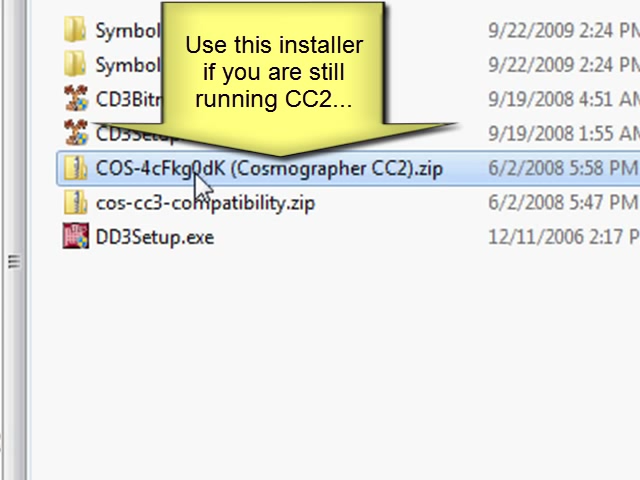 Symbol
9/22/2009 2:24 PM
Use this installer
if you are still
running CC2...
Symbol
9/22/2009 2:24 PM
CD3Bitm
9/19/2008 4:51 A
CD3Setup
9/19/2008 1:55 A
COS-4cFkg0dK (Cosmographer CC2).zip
6/2/2008 5:58 PM
cos-cc3-compatibility.zip
6/2/2008 5:47 PM
DD3Setup.exe
12/11/2006 2:17 P